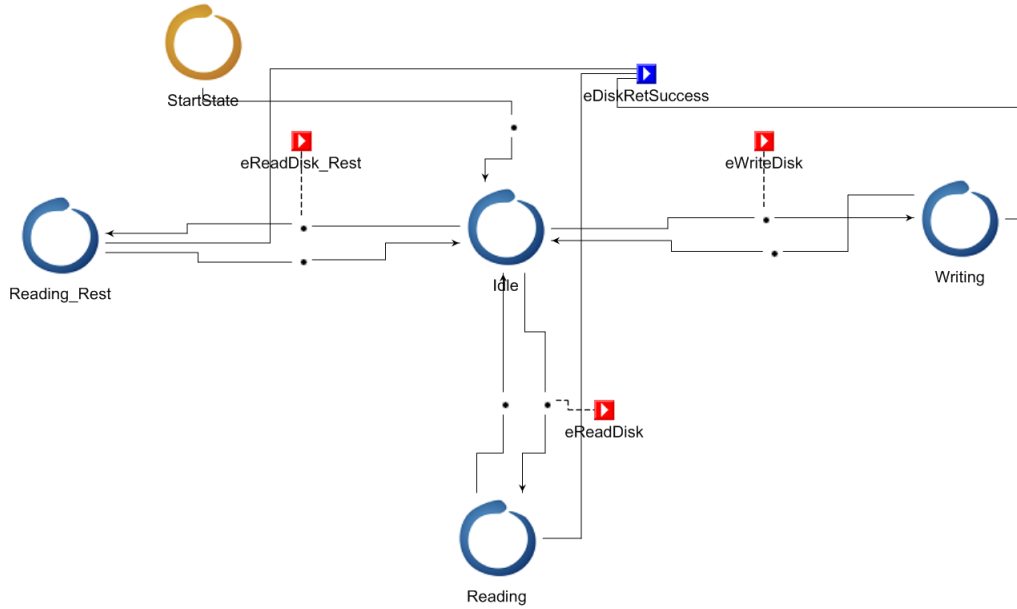 StartState
eDiskRetSuccess
eReadDisk_Rest
eWriteDisk
Reading_Rest
Idle
Writing
eReadDisk
Reading